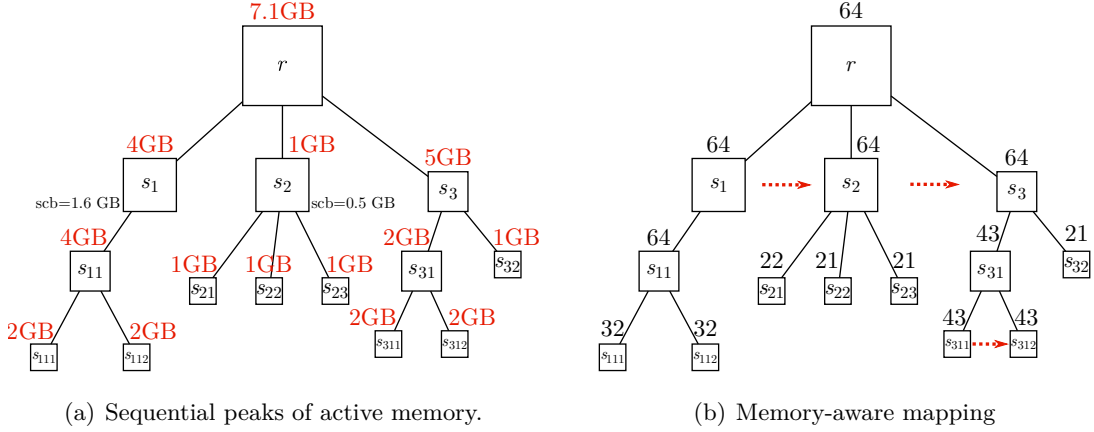 7.1GB
r
4GB
1GB
5GB
s1
s2
s3
scb=1.6 GB
scb=0.5 GB
4GB
2GB
1GB
s11
1GB
1GB
1GB
s31
s32
s21
s22
s23
2GB
2GB
2GB
2GB
s111
s112
s311
s312
(a) Sequential peaks of active memory.
64
r
64
64
64
s1
s2
s3
64
43
21
s11
22
21
21
s31
s32
s21
s22
s23
32
32
43
43
s111
s112
s311
s312
(b) Memory-aware mapping